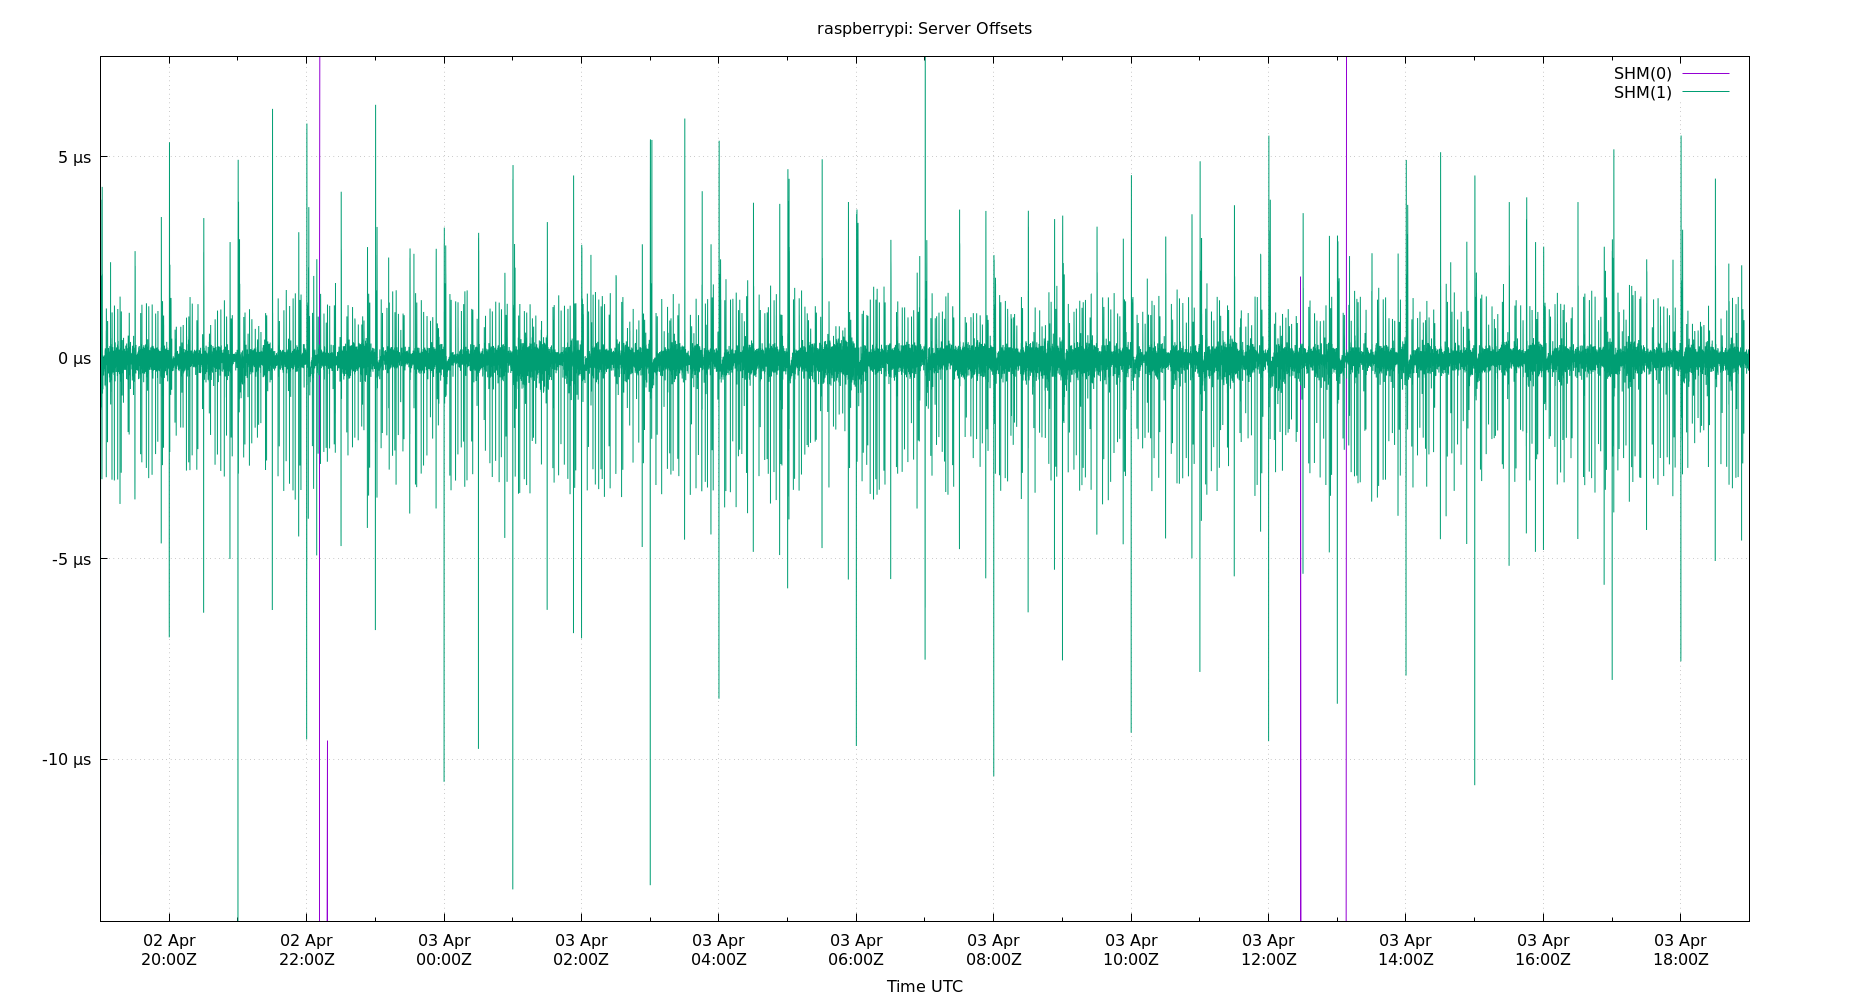 raspberrypi: Server Offsets
SHM(0)
SHM(1)
5 µs
0 µs
-5 µs
-10 µs
02 Apr 02 Apr 03 Apr 03 Apr 03 Apr 03 Apr 03 Apr 03 Apr 03 Apr 03 Apr 03 Apr 03 Apr
20:00Z 22:00Z 00:00Z 02:00Z 04:00Z 06:00Z 08:00Z 10:00Z 12:00Z 14:00Z 16:00Z 18:00Z
Time UTC